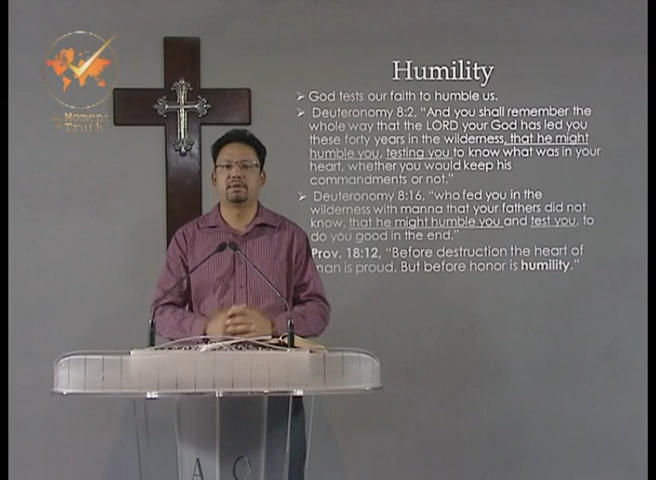 Humility
➢ God tests our faith to humble us.
➢ Deuteronomy 8:2, “And you shall remember the
whole way that the LORD your God has led you
these forty years in the wilderness, that he might
humble you, testing you to know what was in your
heart, whether you would keep his
commandments or not.”
➢ Deuteronomy 8:16, “who fed you in the
wilderness with manna that your fathers did not
know, that he might humble you and test you, to
do you good in the end.”
Prov. 18:12, “Before destruction the heart of
man is proud, But before honor is humility.”
Moment
of Truth
A O